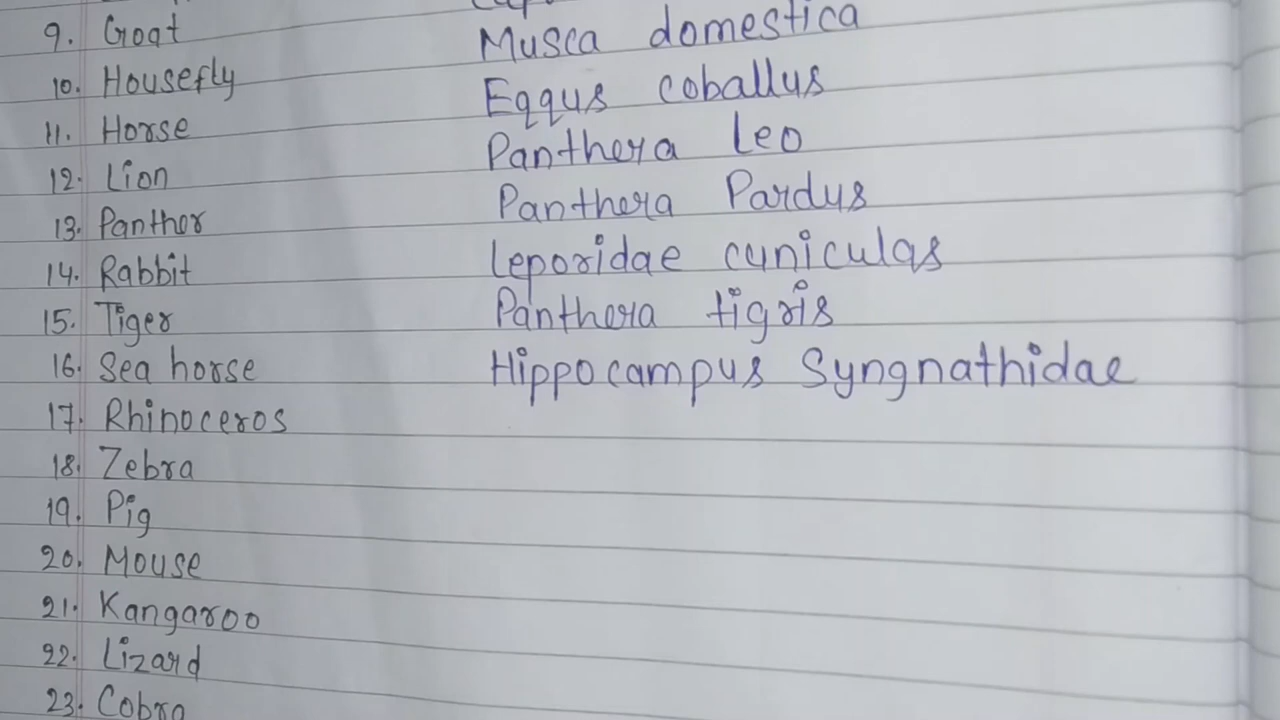 9. Goat
10. Housefly Musca domestica
11. Horse Eqqus coballus
12. Lion Panthera Leo
13. Panther Panthera Pardus
14. Rabbit Leporidae cuniculas
15. Tiger Panthera tigris
16. Sea horse Hippocampus Syngnathidae
17. Rhinoceros
18. Zebra
19. Pig
20. Mouse
21. Kangaroo
22. Lizard
23. Cobra